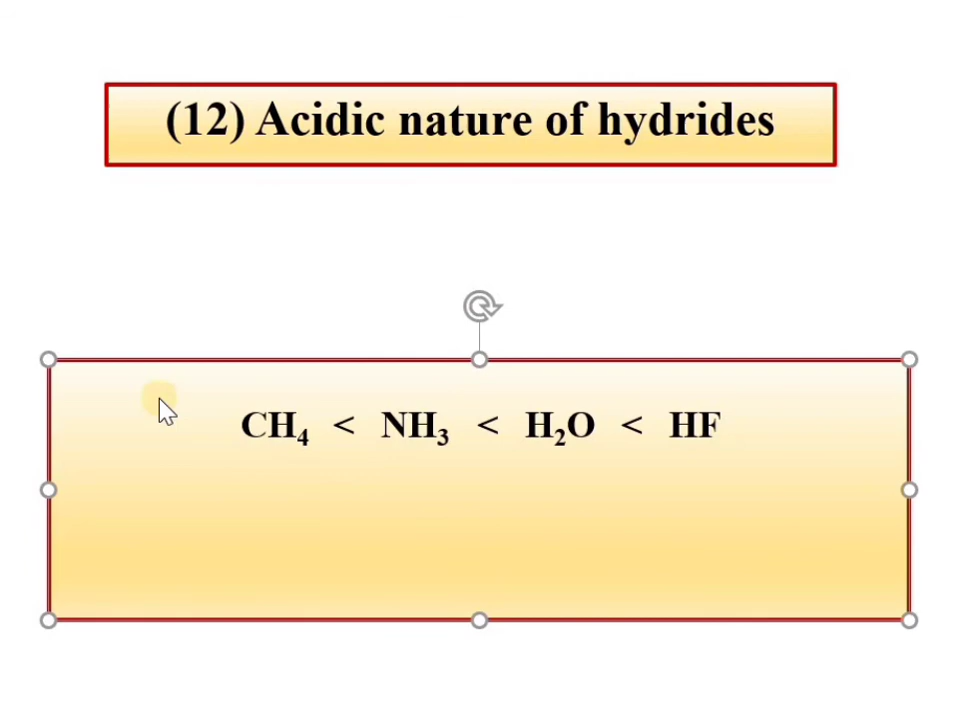 (12) Acidic nature of hydrides
CH₄ < NH₃ < H₂O < HF